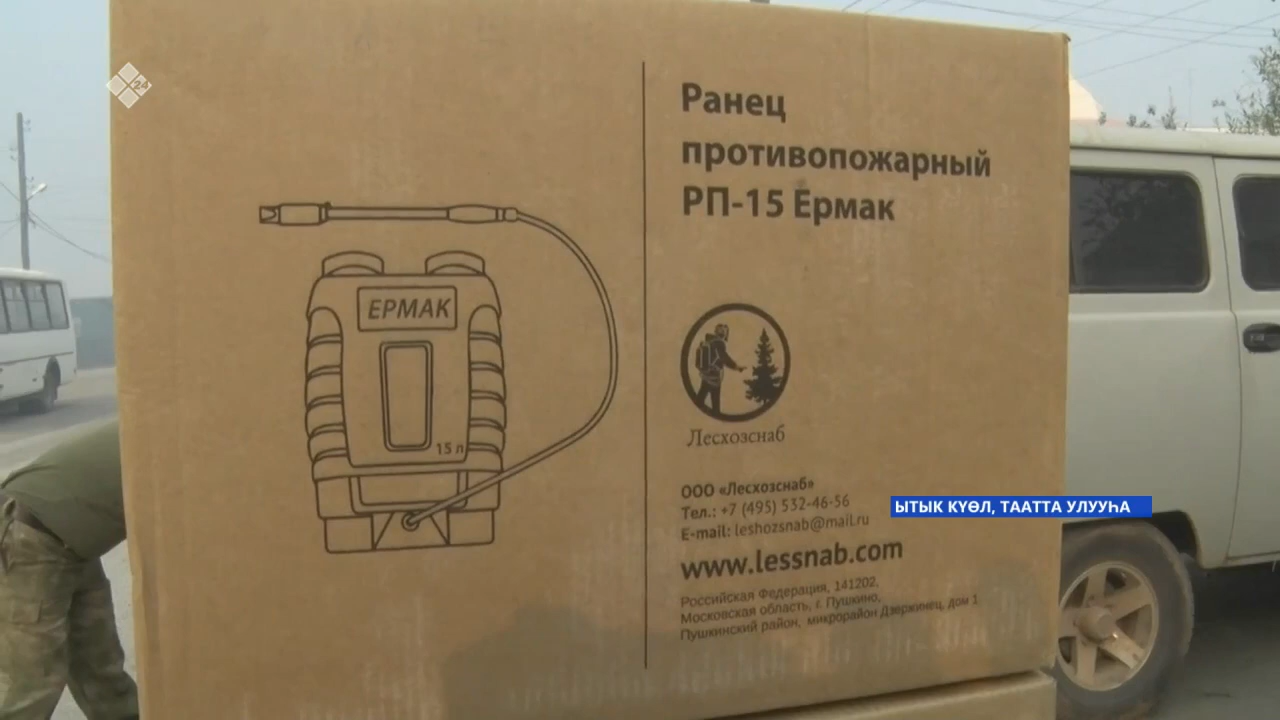 24
Ранец
противопожарный
РП-15 Ермак
ЕРМАК
15 л
Лесхозснаб
ООО «Лесхозснаб»
Тел.: +7 (495) 532-46-56
E-mail: leshozsnab@mail.ru
www.lessnab.com
Российская Федерация, 141202,
Московская область, г. Пушкино,
Пушкинский район, микрорайон Дзержинец, дом 1
ЫТЫК КҮӨЛ, ТААТТА УЛУУҺА